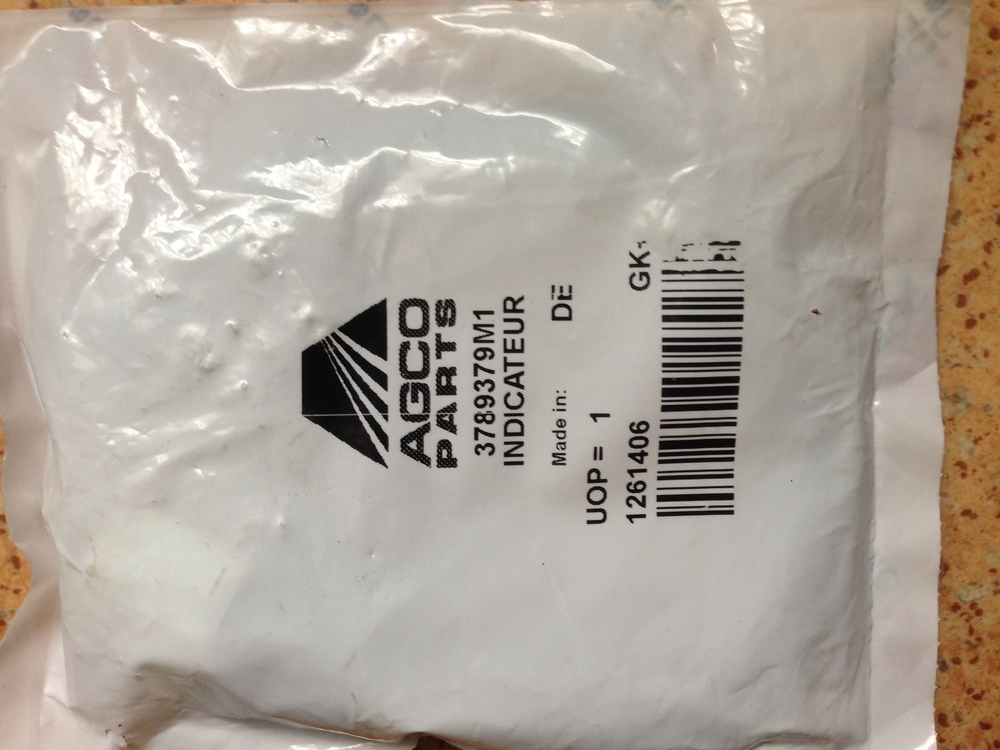 AGCO
PARTS
3789379M1
INDICATEUR
Made in: DE
UOP = 1
1261406 GK-